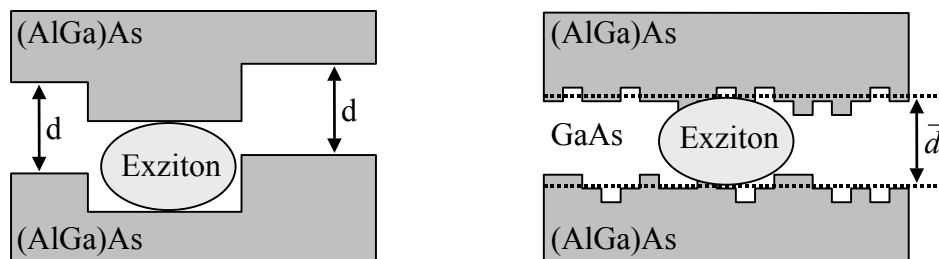 (AlGa)As
d
d
Exziton
(AlGa)As
(AlGa)As
GaAs
Exziton
d̅
(AlGa)As